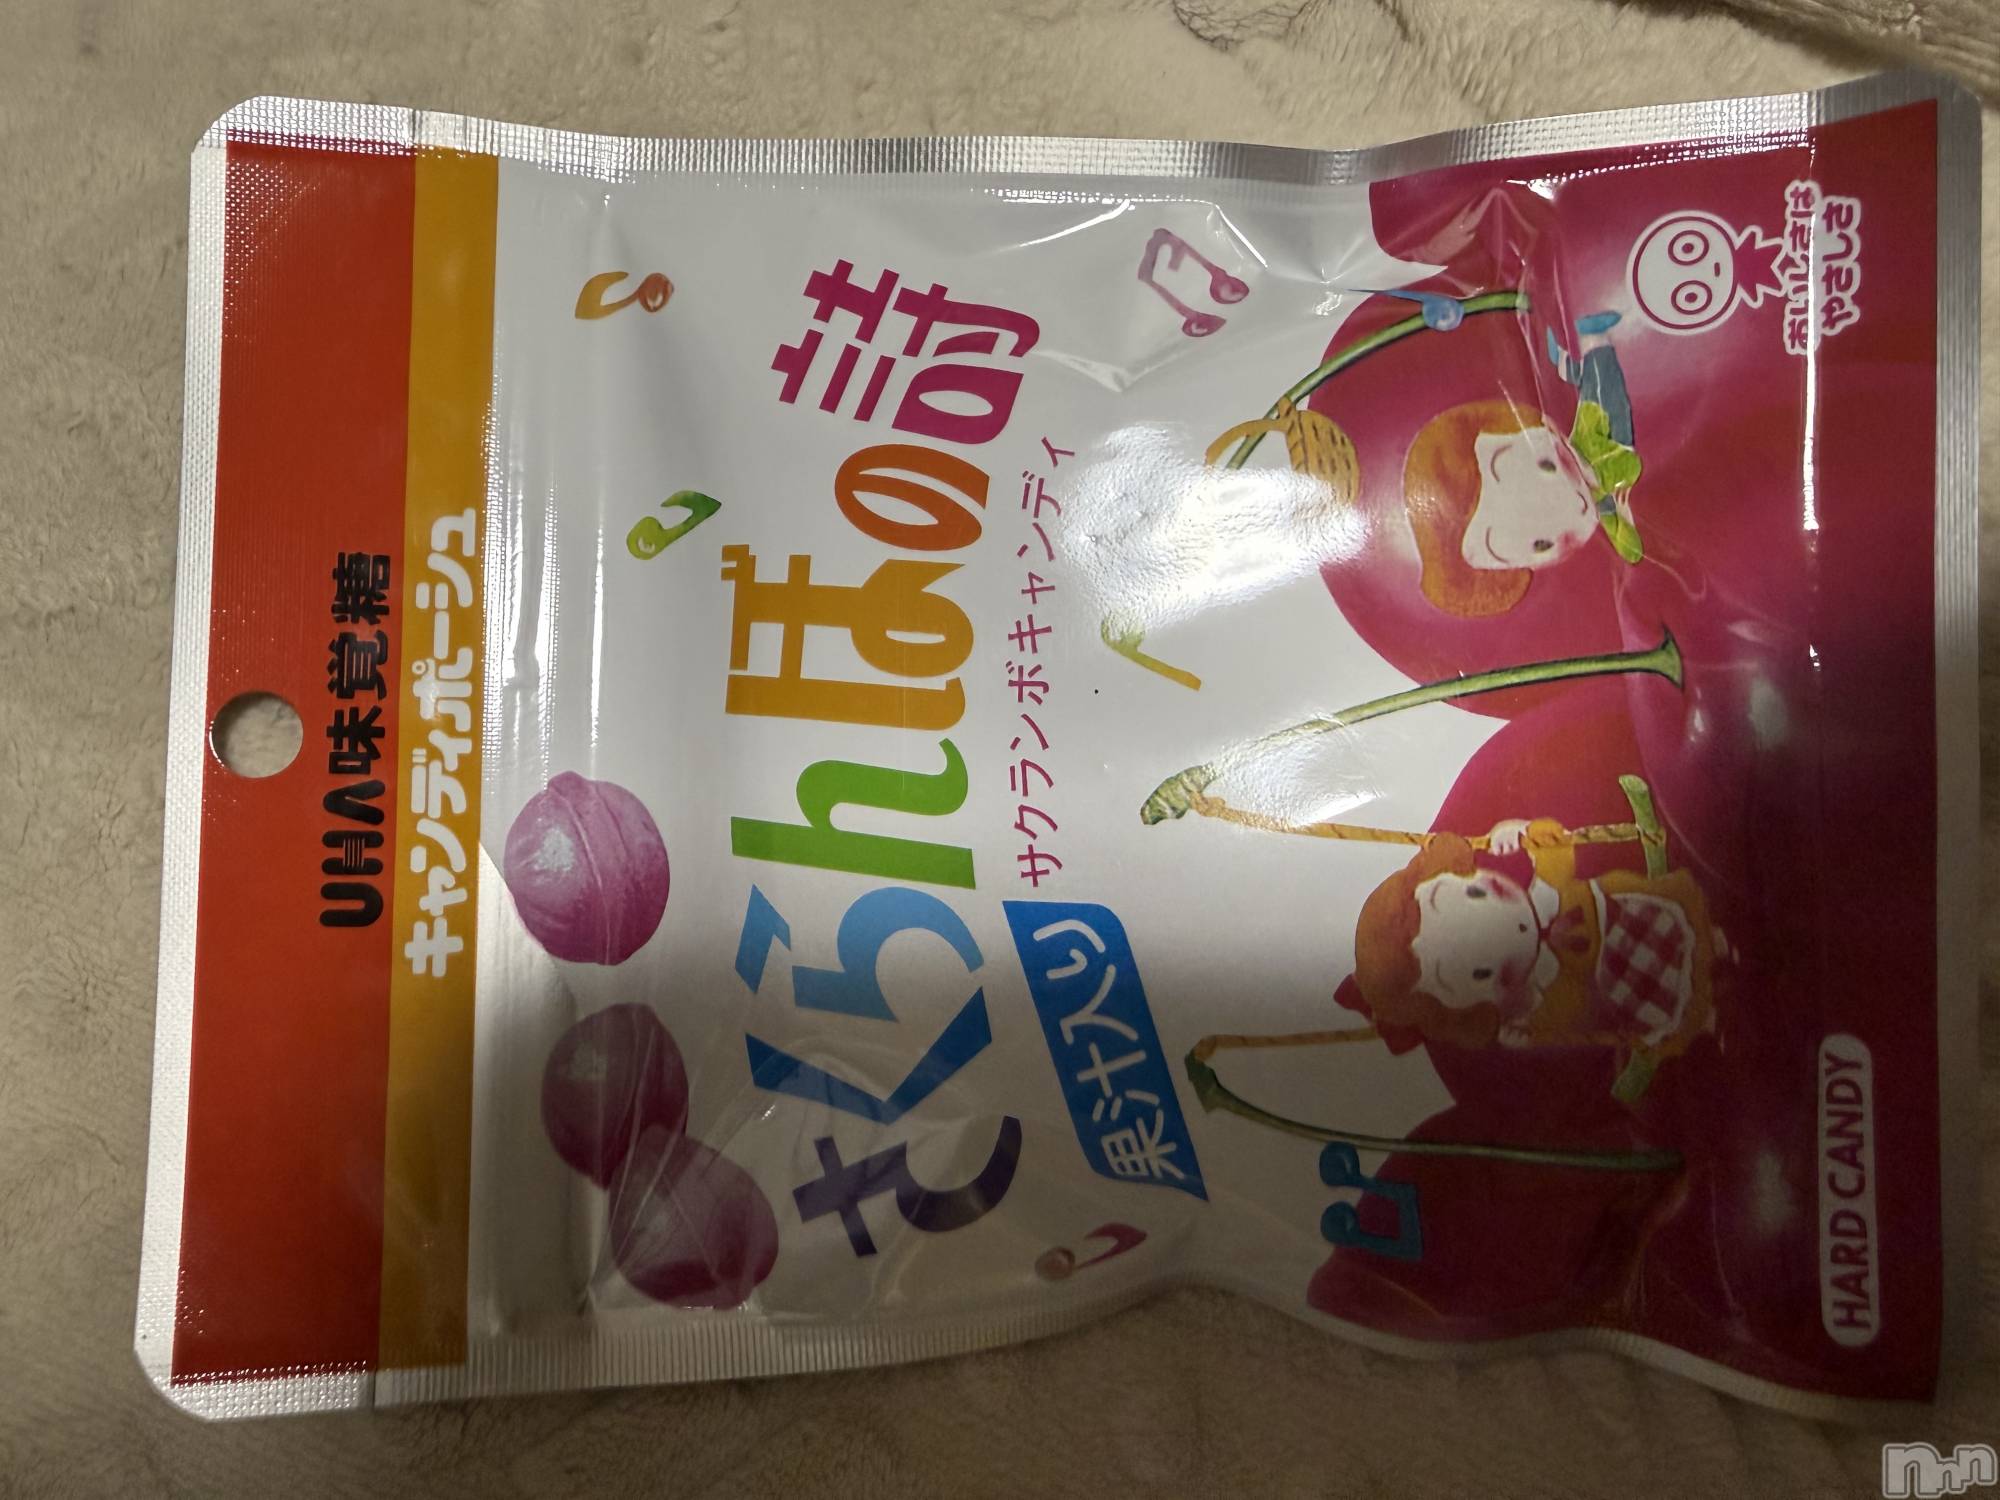 UHA味覚糖
キャンディポーシュ
さくらんぼの詩
サクランボキャンディ
果汁入り
おいしさは
やさしさ
HARD CANDY
nnn